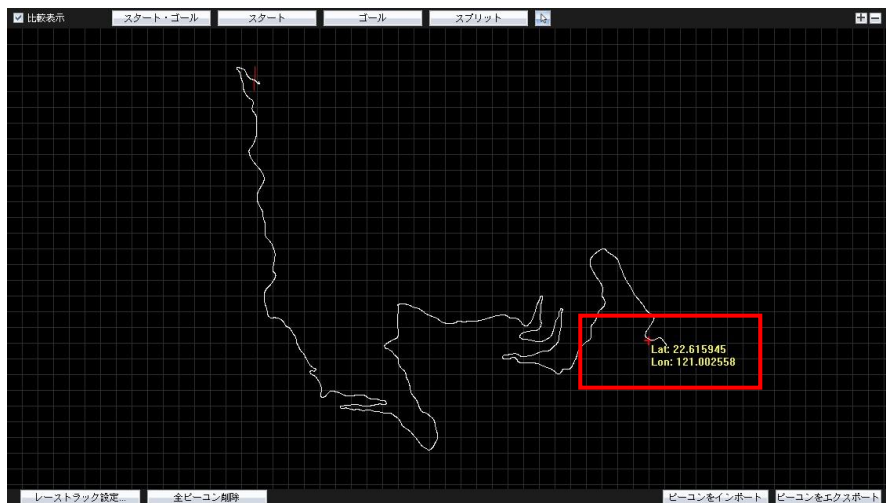 比較表示
スタート・ゴール
スタート
ゴール
スプリット
Lat: 22.615945
Lon: 121.002558
レーストラック設定...
全ビーコン削除
ビーコンをインポート
ビーコンをエクスポート